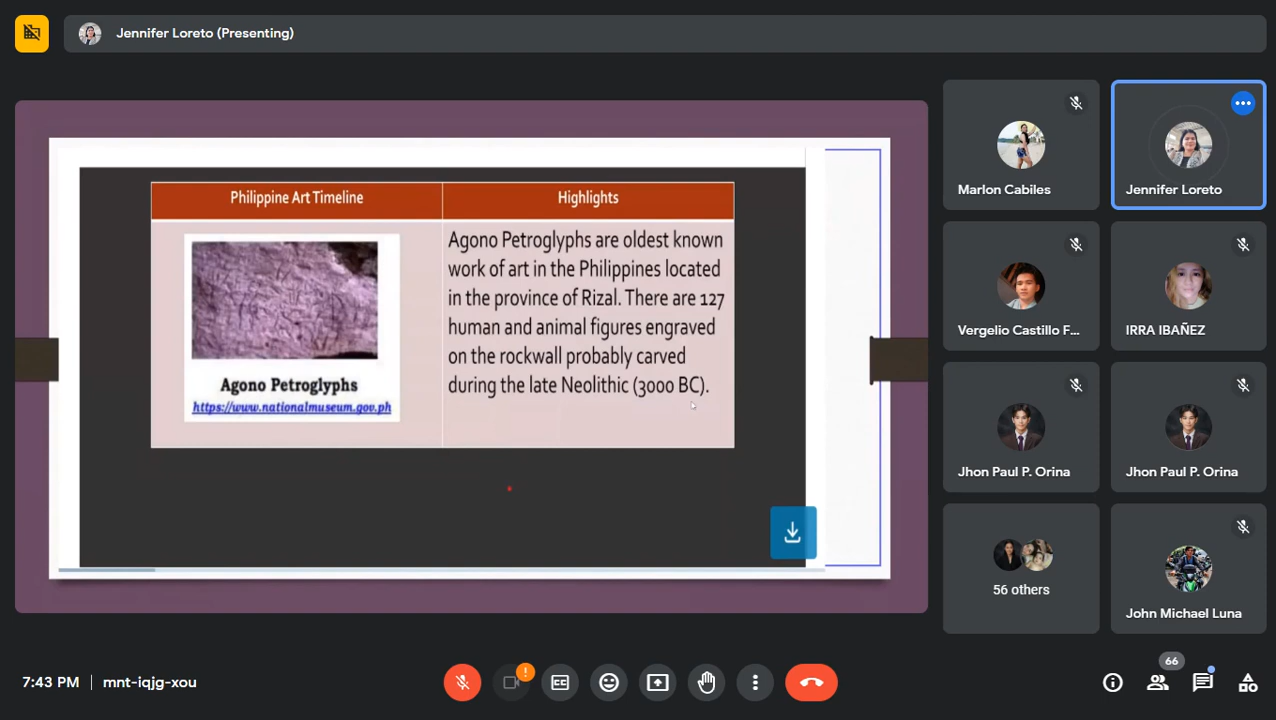 Jennifer Loreto (Presenting)
Philippine Art Timeline
Highlights
Agono Petroglyphs
https://www.nationalmuseum.gov.ph
Agono Petroglyphs are oldest known
work of art in the Philippines located
in the province of Rizal. There are 127
human and animal figures engraved
on the rockwall probably carved
during the late Neolithic (3000 BC).
Marlon Cabiles
Jennifer Loreto
Vergelio Castillo F...
IRRA IBAÑEZ
Jhon Paul P. Orina
Jhon Paul P. Orina
56 others
John Michael Luna
7:43 PM | mnt-iqjg-xou
CC
66